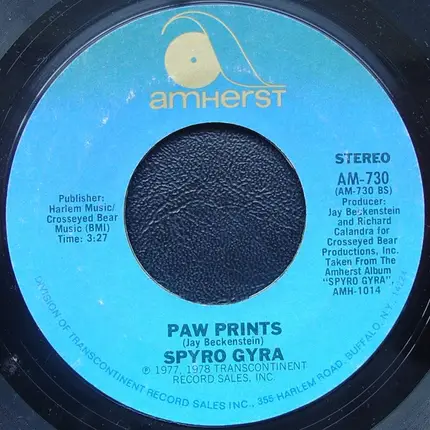 amHerst
STEREO
AM-730
(AM-730 BS)
Publisher:
Harlem Music/
Crosseyed Bear
Music (BMI)
Time: 3:27
Producer:
Jay Beckenstein
and Richard
Calandra for
Crosseyed Bear
Productions, Inc.
Taken From The
Amherst Album
"SPYRO GYRA",
AMH-1014
PAW PRINTS
(Jay Beckenstein)
SPYRO GYRA
℗ 1977, 1978 TRANSCONTINENT
RECORD SALES, INC.
DIVISION OF TRANSCONTINENT RECORD SALES INC., 355 HARLEM ROAD, BUFFALO, N.Y. 14224